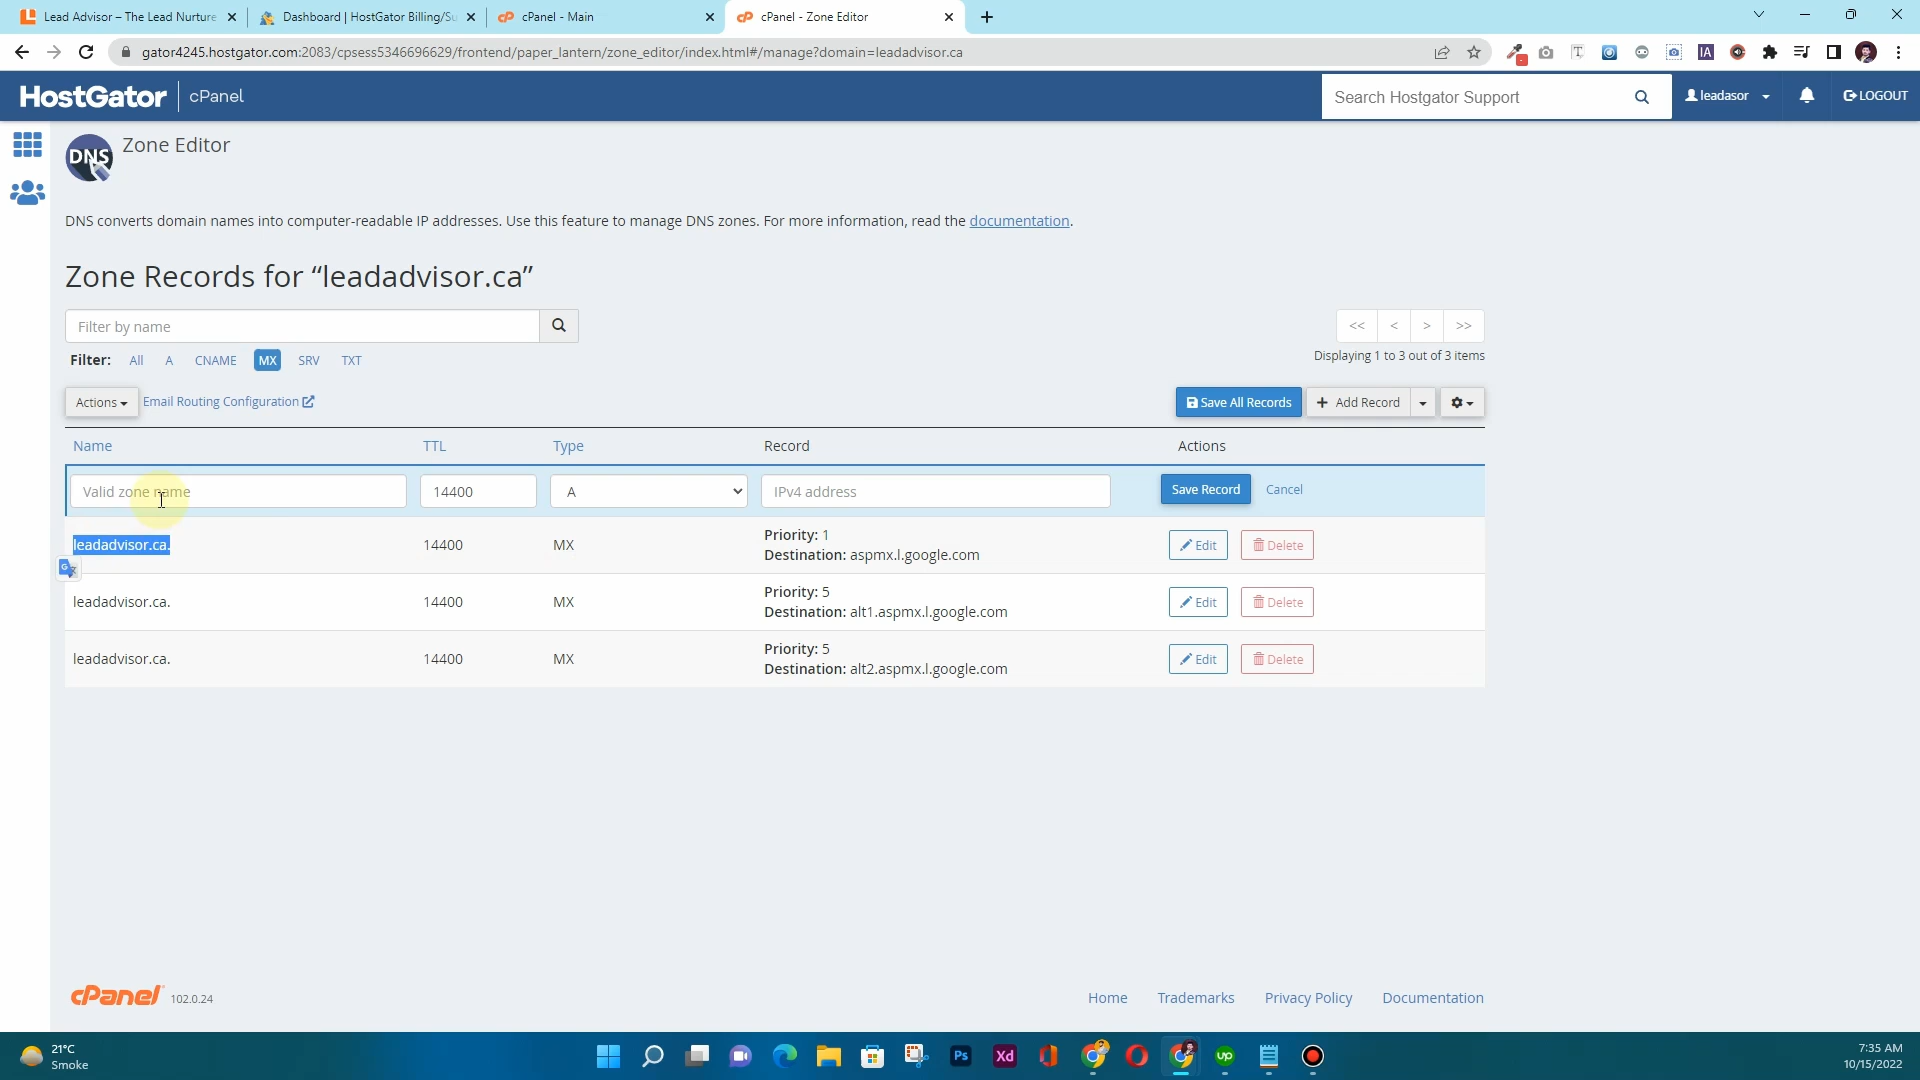 Lead Advisor – The Lead Nurture
Dashboard | HostGator Billing/Su
cPanel - Main
cPanel - Zone Editor
gator4245.hostgator.com:2083/cpsess5346696629/frontend/paper_lantern/zone_editor/index.html#/manage?domain=leadadvisor.ca
HostGator cPanel
Search Hostgator Support
leadasor
LOGOUT
DNS
Zone Editor
DNS converts domain names into computer-readable IP addresses. Use this feature to manage DNS zones. For more information, read the documentation.
Zone Records for “leadadvisor.ca”
Filter by name
<< < > >>
Filter: All A CNAME MX SRV TXT
Displaying 1 to 3 out of 3 items
Actions Email Routing Configuration
Save All Records + Add Record
Name TTL Type Record Actions
Valid zone name 14400 A IPv4 address Save Record Cancel
leadadvisor.ca. 14400 MX Priority: 1
Destination: aspmx.l.google.com
Edit Delete
leadadvisor.ca. 14400 MX Priority: 5
Destination: alt1.aspmx.l.google.com
Edit Delete
leadadvisor.ca. 14400 MX Priority: 5
Destination: alt2.aspmx.l.google.com
Edit Delete
cPanel 102.0.24
Home Trademarks Privacy Policy Documentation
21°C
Smoke
Ps
Xd
up
7:35 AM
10/15/2022